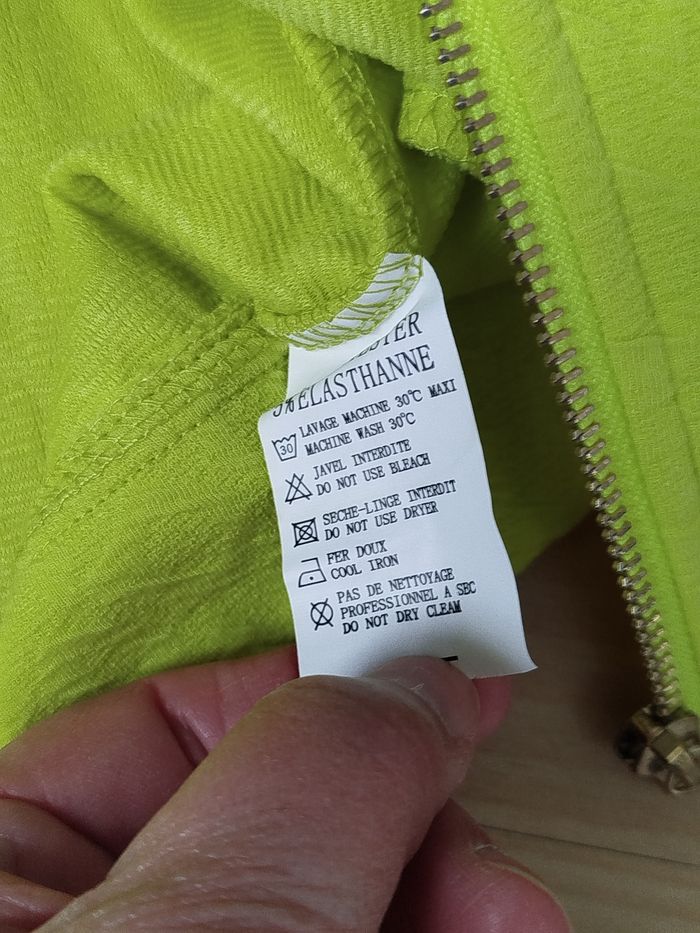 ELASTHANNE
30
LAVAGE MACHINE 30℃ MAXI
MACHINE WASH 30℃
JAVEL INTERDITE
DO NOT USE BLEACH
SECHE-LINGE INTERDIT
DO NOT USE DRYER
FER DOUX
COOL IRON
PAS DE NETTOYAGE
PROFESSIONNEL A SEC
DO NOT DRY CLEAM